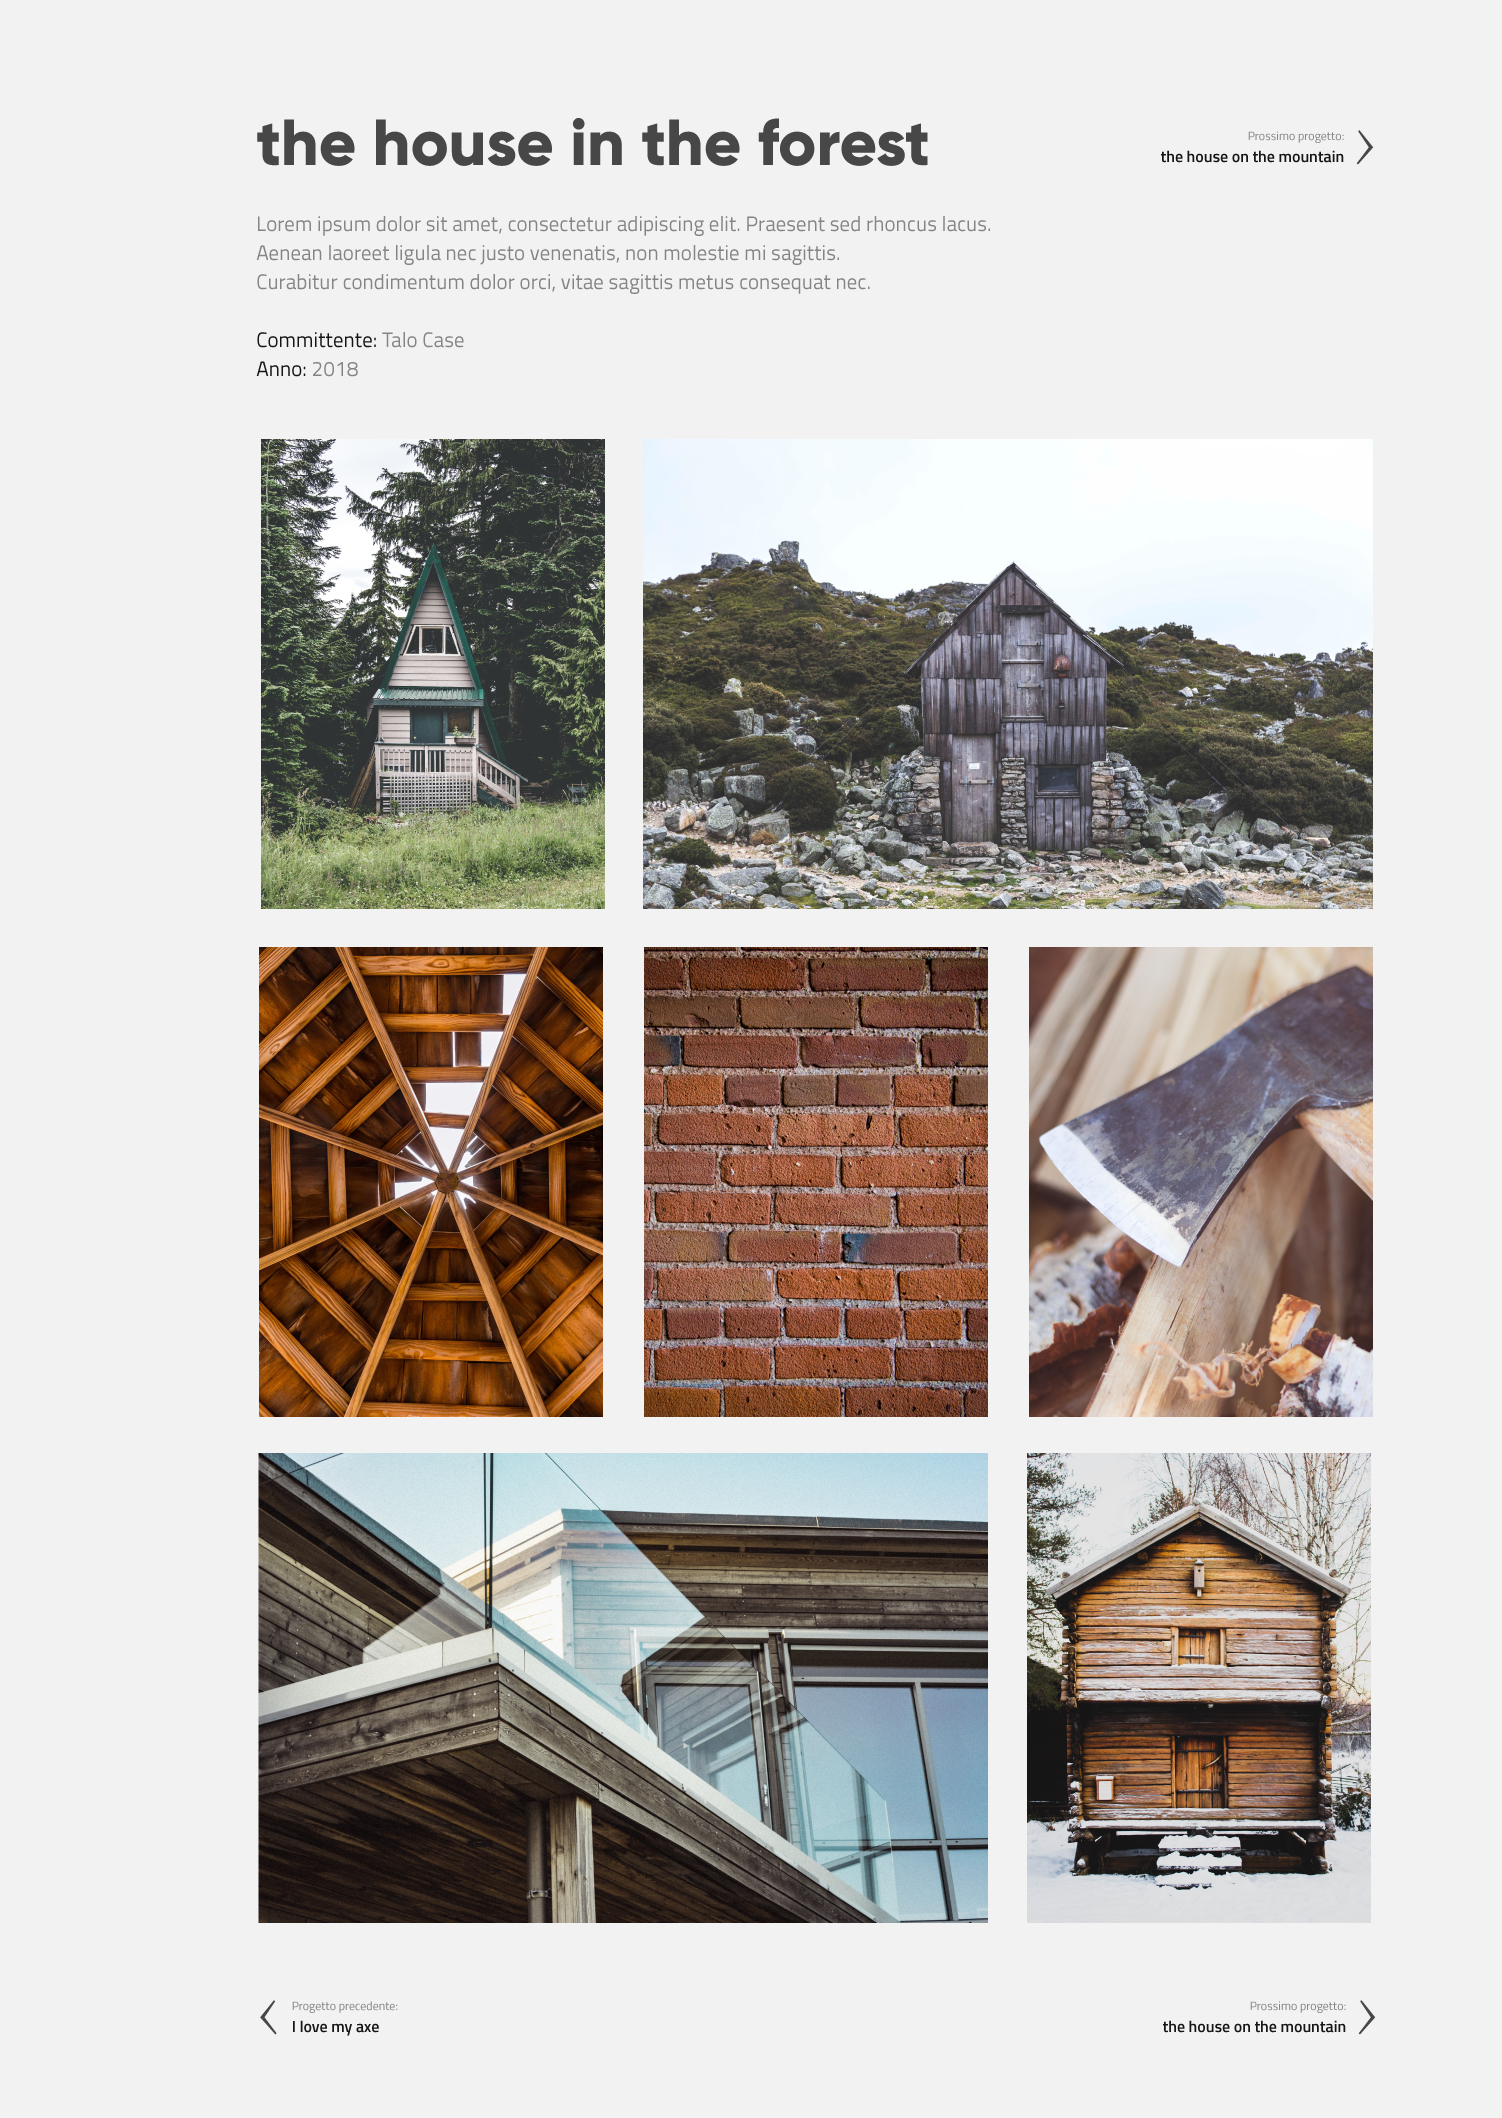 the house in the forest
Prossimo progetto:
the house on the mountain
Lorem ipsum dolor sit amet, consectetur adipiscing elit. Praesent sed rhoncus lacus.
Aenean laoreet ligula nec justo venenatis, non molestie mi sagittis.
Curabitur condimentum dolor orci, vitae sagittis metus consequat nec.
Committente: Talo Case
Anno: 2018
Progetto precedente:
I love my axe
Prossimo progetto:
the house on the mountain